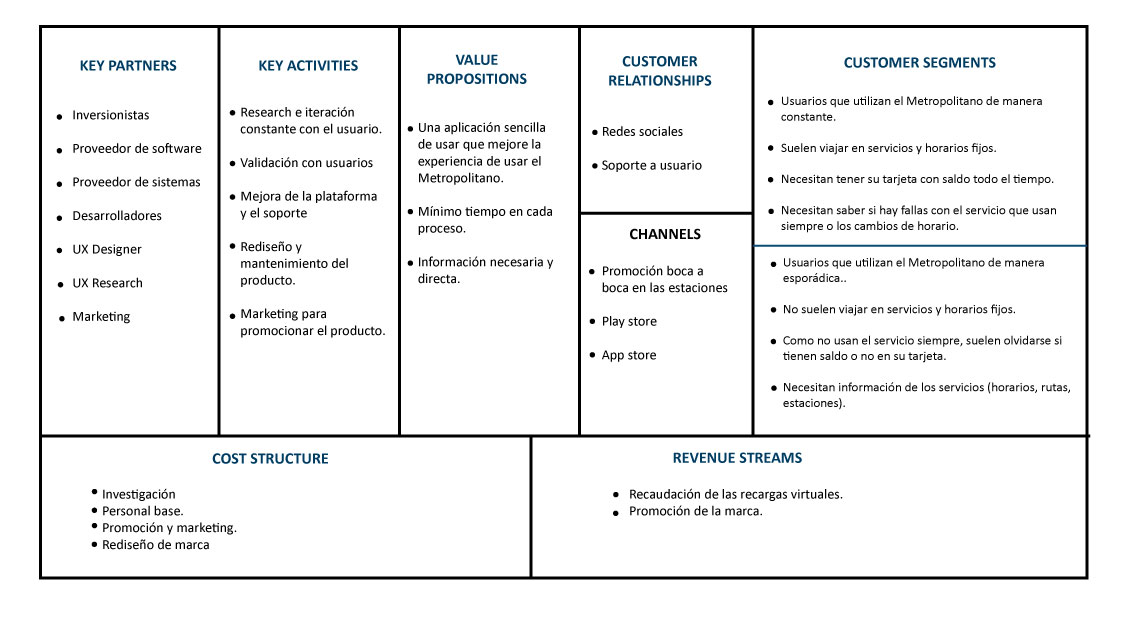 KEY PARTNERS
Inversionistas
Proveedor de software
Proveedor de sistemas
Desarrolladores
UX Designer
UX Research
Marketing
KEY ACTIVITIES
Research e iteración
constante con el usuario.
Validación con usuarios
Mejora de la plataforma
y el soporte
Rediseño y
mantenimiento del
producto.
Marketing para
promocionar el producto.
VALUE
PROPOSITIONS
Una aplicación sencilla
de usar que mejore la
experiencia de usar el
Metropolitano.
Mínimo tiempo en cada
proceso.
Información necesaria y
directa.
CUSTOMER
RELATIONSHIPS
Redes sociales
Soporte a usuario
CHANNELS
Promoción boca a
boca en las estaciones
Play store
App store
CUSTOMER SEGMENTS
Usuarios que utilizan el Metropolitano de manera
constante.
Suelen viajar en servicios y horarios fijos.
Necesitan tener su tarjeta con saldo todo el tiempo.
Necesitan saber si hay fallas con el servicio que usan
siempre o los cambios de horario.
Usuarios que utilizan el Metropolitano de manera
esporádica..
No suelen viajar en servicios y horarios fijos.
Como no usan el servicio siempre, suelen olvidarse si
tienen saldo o no en su tarjeta.
Necesitan información de los servicios (horarios, rutas,
estaciones).
COST STRUCTURE
Investigación
Personal base.
Promoción y marketing.
Rediseño de marca
REVENUE STREAMS
Recaudación de las recargas virtuales.
Promoción de la marca.